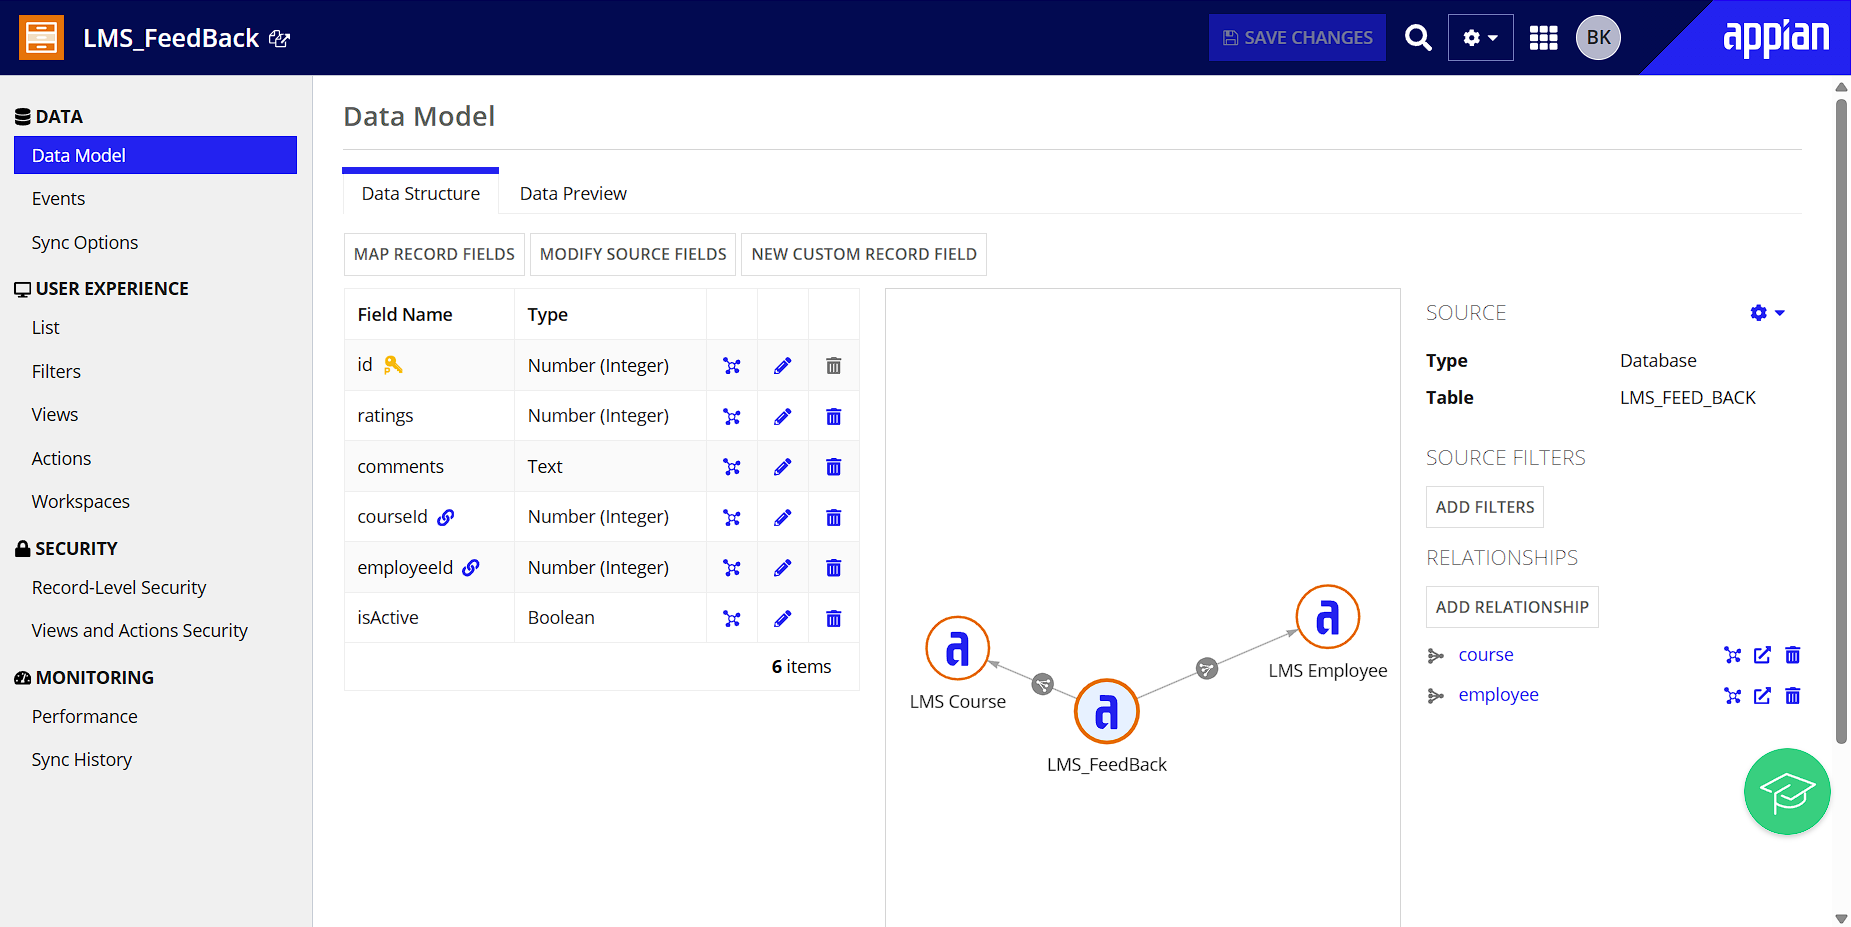 LMS_FeedBack
SAVE CHANGES
BK
appian
DATA
Data Model
Events
Sync Options
USER EXPERIENCE
List
Filters
Views
Actions
Workspaces
SECURITY
Record-Level Security
Views and Actions Security
MONITORING
Performance
Sync History
Data Model
Data Structure Data Preview
MAP RECORD FIELDS MODIFY SOURCE FIELDS NEW CUSTOM RECORD FIELD
Field Name Type
id P Number (Integer)
ratings Number (Integer)
comments Text
courseId Number (Integer)
employeeId Number (Integer)
isActive Boolean
6 items
a
LMS Course
a
LMS Employee
a
LMS_FeedBack
SOURCE
Type Database
Table LMS_FEED_BACK
SOURCE FILTERS
ADD FILTERS
RELATIONSHIPS
ADD RELATIONSHIP
course
employee